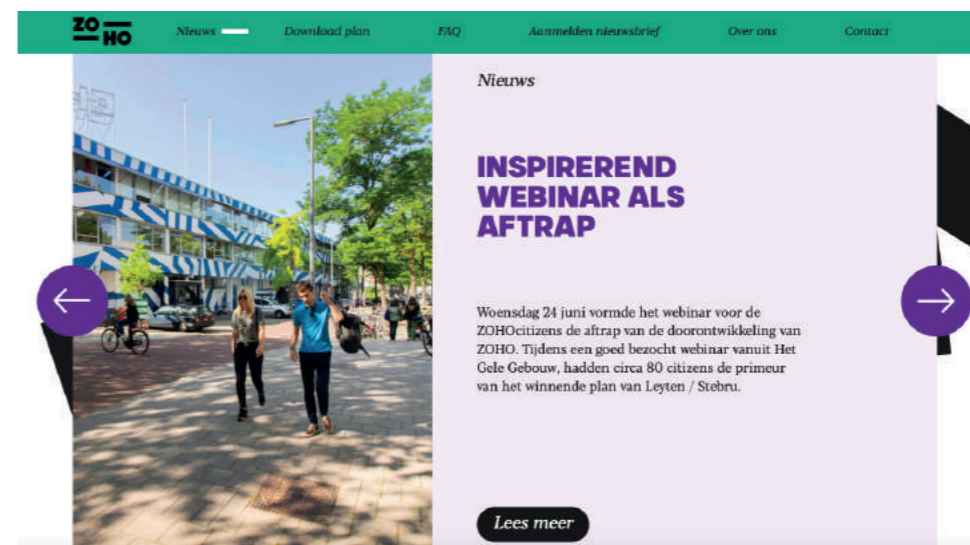 ZO
HO
Nieuws
Download plan
FAQ
Aanmelden nieuwsbrief
Over ons
Contact
Nieuws
INSPIREREND
WEBINAR ALS
AFTRAP
Woensdag 24 juni vormde het webinar voor de
ZOHOcitizens de aftrap van de doorontwikkeling van
ZOHO. Tijdens een goed bezocht webinar vanuit Het
Gele Gebouw, hadden circa 80 citizens de primeur
van het winnende plan van Leyten / Stebru.
Lees meer